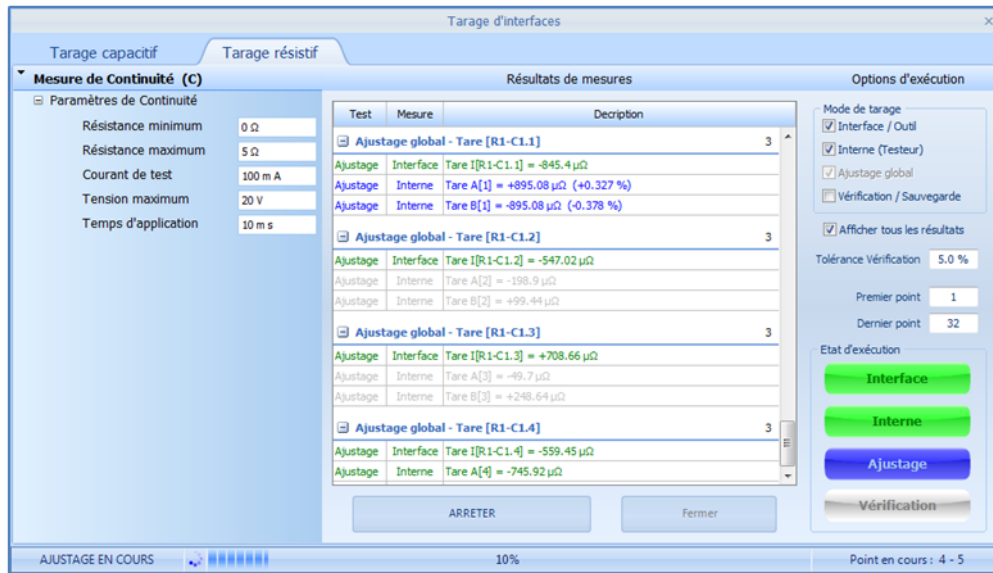 Tarage d'interfaces
Tarage capacitif
Tarage résistif
Mesure de Continuité (C)
Résultats de mesures
Options d'exécution
Paramètres de Continuité
Résistance minimum 0 Ω
Résistance maximum 5 Ω
Courant de test 100 m A
Tension maximum 20 V
Temps d'application 10 m s
Test Mesure Decription
Ajustage global - Tare [R1-C1.1] 3
Ajustage Interface Tare I[R1-C1.1] = -845.4 µΩ
Ajustage Interne Tare A[1] = +895.08 µΩ (+0.327 %)
Ajustage Interne Tare B[1] = -895.08 µΩ (-0.378 %)
Ajustage global - Tare [R1-C1.2] 3
Ajustage Interface Tare I[R1-C1.2] = -547.02 µΩ
Ajustage Interne Tare A[2] = -198.9 µΩ
Ajustage Interne Tare B[2] = +99.44 µΩ
Ajustage global - Tare [R1-C1.3] 3
Ajustage Interface Tare I[R1-C1.3] = +708.66 µΩ
Ajustage Interne Tare A[3] = -49.7 µΩ
Ajustage Interne Tare B[3] = +248.64 µΩ
Ajustage global - Tare [R1-C1.4] 3
Ajustage Interface Tare I[R1-C1.4] = -559.45 µΩ
Ajustage Interne Tare A[4] = -745.92 µΩ
ARRETER
Fermer
Mode de tarage
Interface / Outil
Interne (Testeur)
Ajustage global
Vérification / Sauvegarde
Afficher tous les résultats
Tolérance Vérification 5.0 %
Premier point 1
Dernier point 32
Etat d'exécution
Interface
Interne
Ajustage
Vérification
AJUSTAGE EN COURS
10%
Point en cours : 4 - 5